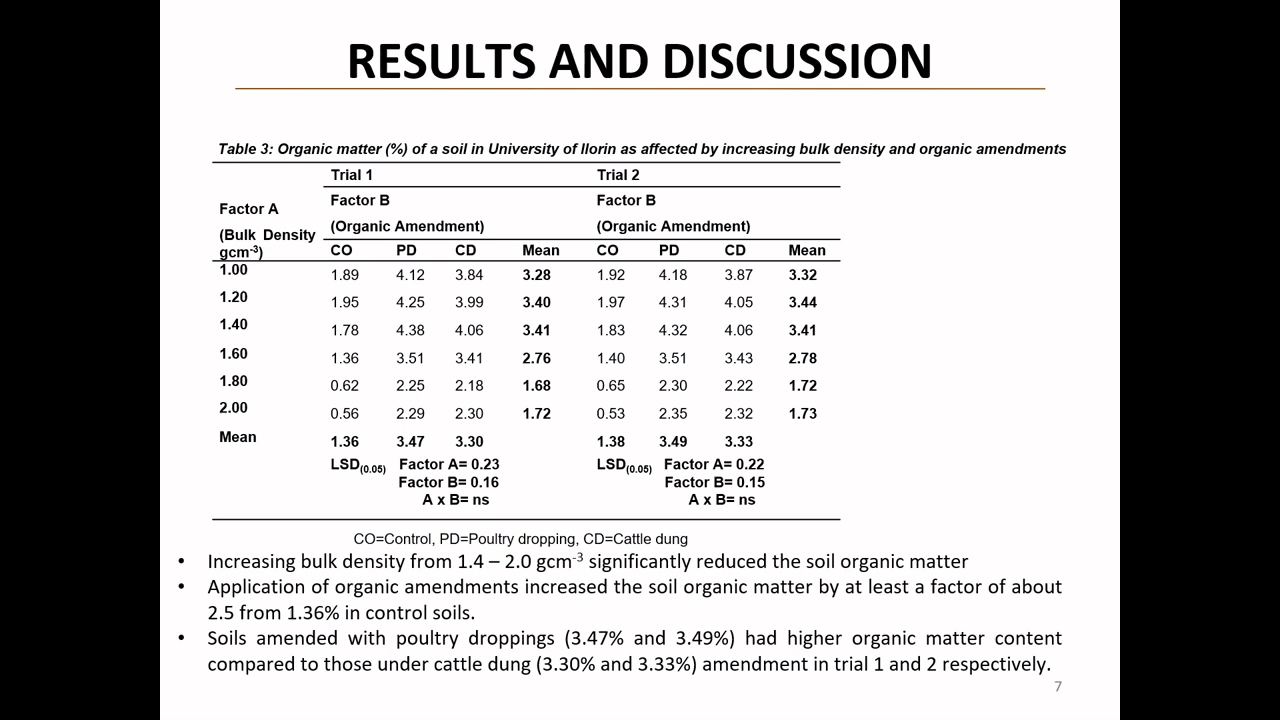 RESULTS AND DISCUSSION
Table 3: Organic matter (%) of a soil in University of Ilorin as affected by increasing bulk density and organic amendments
Trial 1 Trial 2
Factor B Factor B
Factor A
(Organic Amendment) (Organic Amendment)
(Bulk Density
gcm-3)
CO PD CD Mean CO PD CD Mean
1.00 1.89 4.12 3.84 3.28 1.92 4.18 3.87 3.32
1.20 1.95 4.25 3.99 3.40 1.97 4.31 4.05 3.44
1.40 1.78 4.38 4.06 3.41 1.83 4.32 4.06 3.41
1.60 1.36 3.51 3.41 2.76 1.40 3.51 3.43 2.78
1.80 0.62 2.25 2.18 1.68 0.65 2.30 2.22 1.72
2.00 0.56 2.29 2.30 1.72 0.53 2.35 2.32 1.73
Mean 1.36 3.47 3.30 1.38 3.49 3.33
LSD(0.05) Factor A= 0.23 LSD(0.05) Factor A= 0.22
Factor B= 0.16 Factor B= 0.15
A x B= ns A x B= ns
CO=Control, PD=Poultry dropping, CD=Cattle dung
• Increasing bulk density from 1.4 – 2.0 gcm-3 significantly reduced the soil organic matter
• Application of organic amendments increased the soil organic matter by at least a factor of about
2.5 from 1.36% in control soils.
• Soils amended with poultry droppings (3.47% and 3.49%) had higher organic matter content
compared to those under cattle dung (3.30% and 3.33%) amendment in trial 1 and 2 respectively.
7